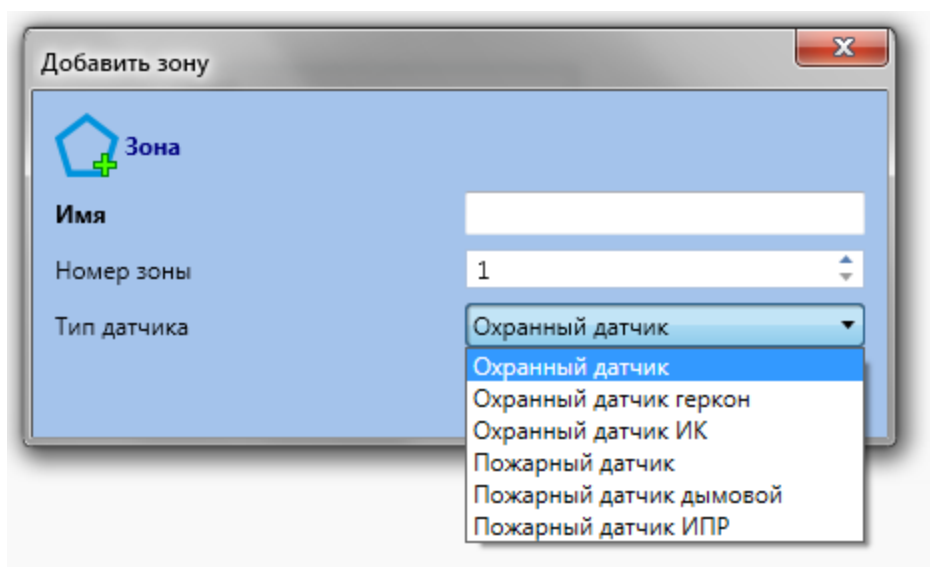 Добавить зону
Зона
Имя
Номер зоны 1
Тип датчика Охранный датчик
Охранный датчик
Охранный датчик геркон
Охранный датчик ИК
Пожарный датчик
Пожарный датчик дымовой
Пожарный датчик ИПР